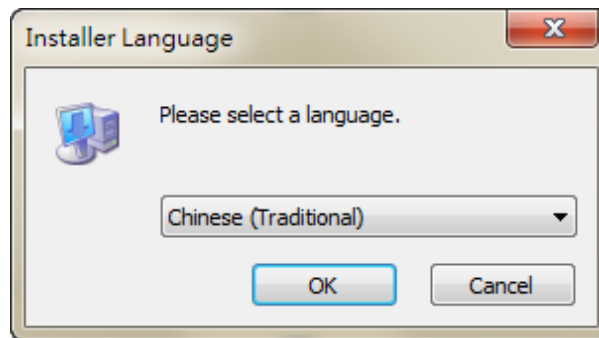 Installer Language
Please select a language.
Chinese (Traditional)
OK
Cancel